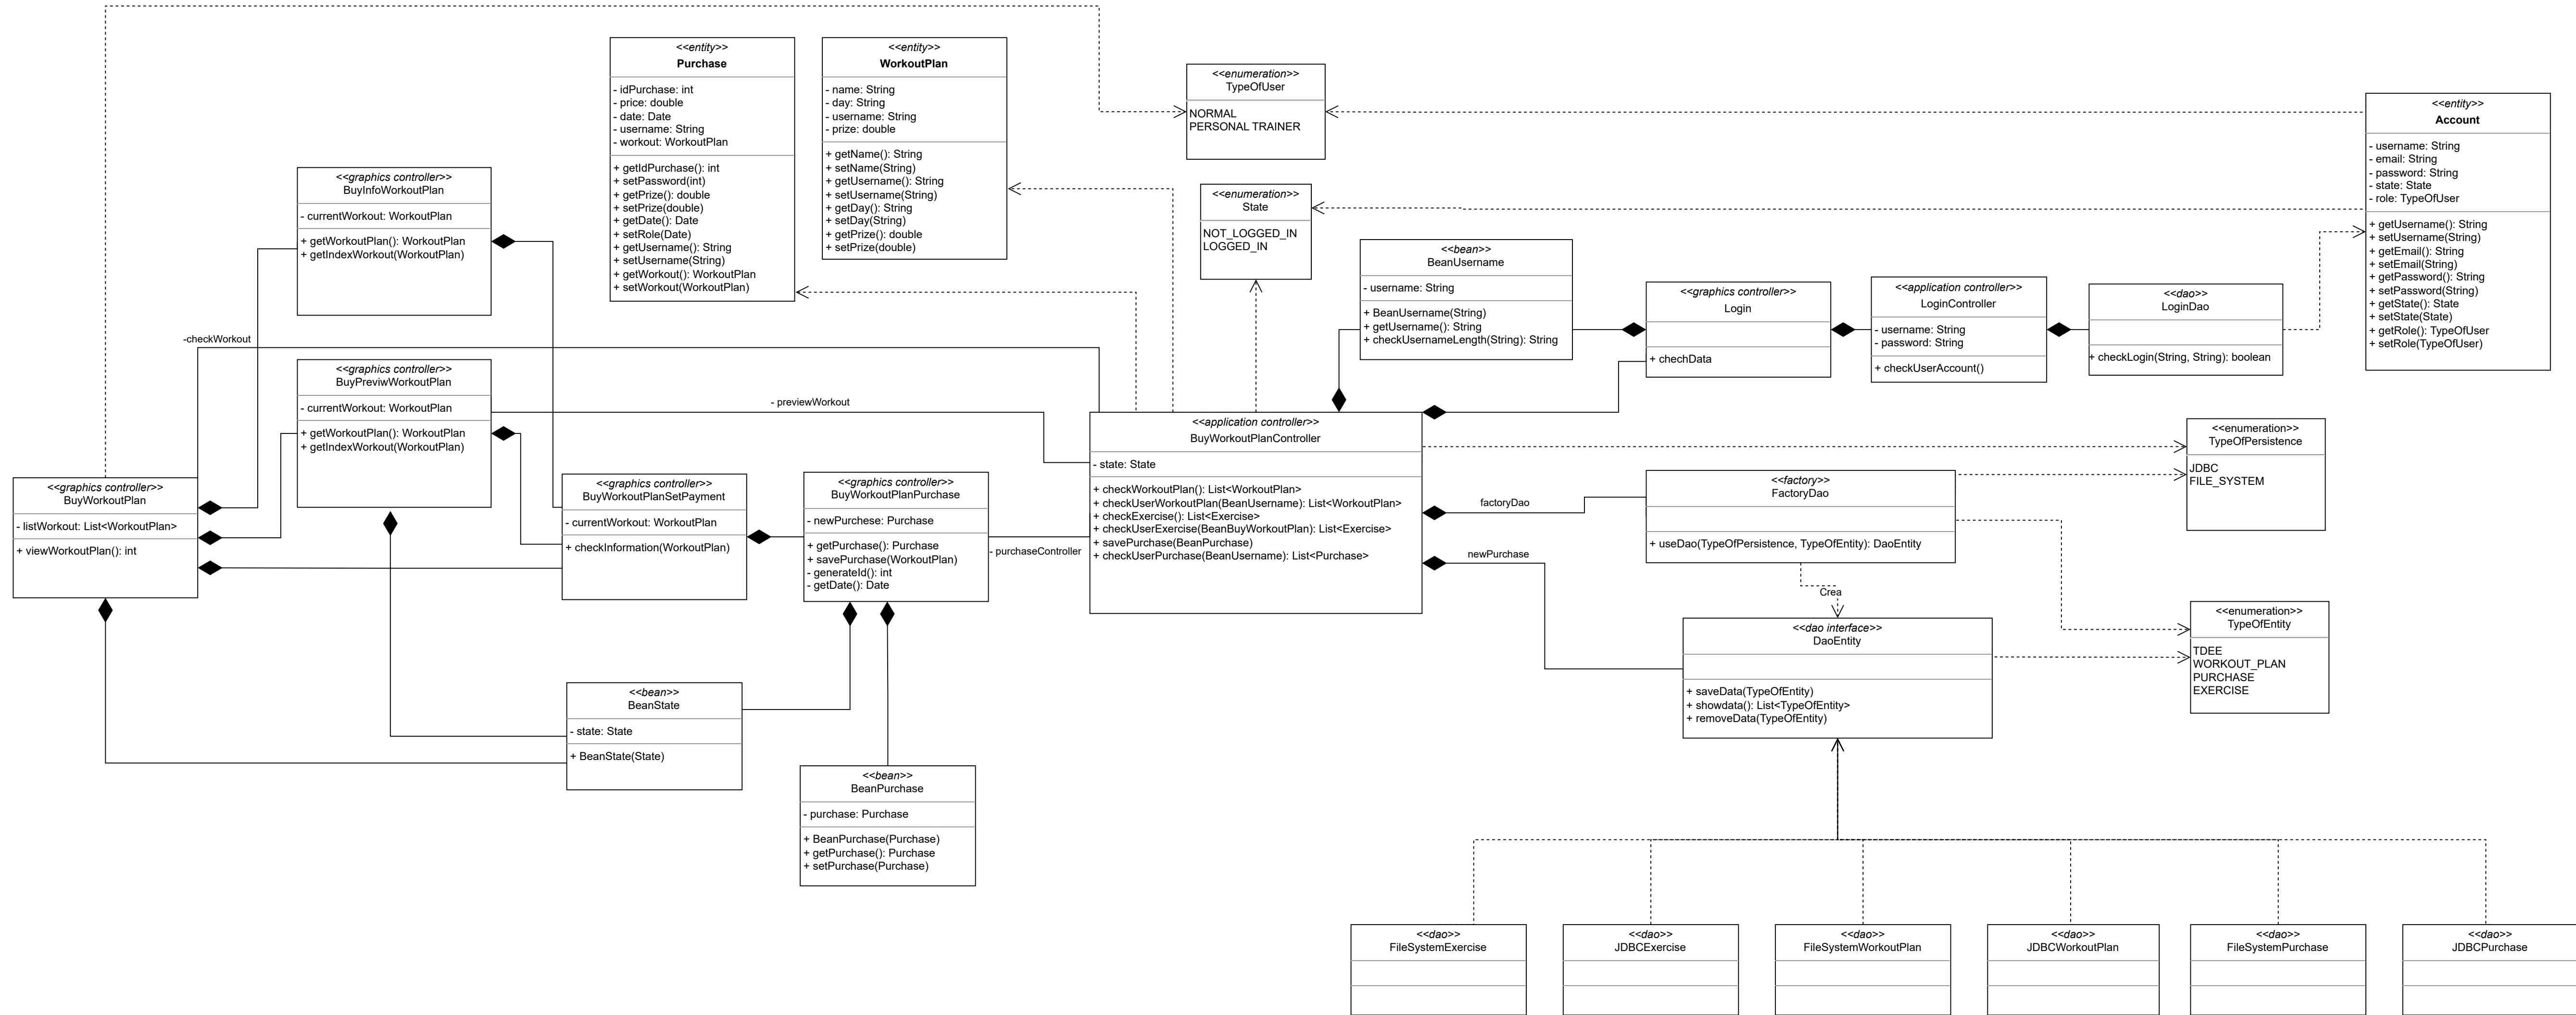 <<entity>>
Purchase
- idPurchase: int
- price: double
- date: Date
- username: String
- workout: WorkoutPlan
+ getIdPurchase(): int
+ setPassword(int)
+ getPrize(): double
+ setPrize(double)
+ getDate(): Date
+ setRole(Date)
+ getUsername(): String
+ setUsername(String)
+ getWorkout(): WorkoutPlan
+ setWorkout(WorkoutPlan)
<<entity>>
WorkoutPlan
- name: String
- day: String
- username: String
- prize: double
+ getName(): String
+ setName(String)
+ getUsername(): String
+ setUsername(String)
+ getDay(): String
+ setDay(String)
+ getPrize(): double
+ setPrize(double)
<<enumeration>>
TypeOfUser
NORMAL
PERSONAL TRAINER
<<entity>>
Account
- username: String
- email: String
- password: String
- state: State
- role: TypeOfUser
+ getUsername(): String
+ setUsername(String)
+ getEmail(): String
+ setEmail(String)
+ getPassword(): String
+ setPassword(String)
+ getState(): State
+ setState(State)
+ getRole(): TypeOfUser
+ setRole(TypeOfUser)
<<graphics controller>>
BuyInfoWorkoutPlan
- currentWorkout: WorkoutPlan
+ getWorkoutPlan(): WorkoutPlan
+ getIndexWorkout(WorkoutPlan)
<<enumeration>>
State
NOT_LOGGED_IN
LOGGED_IN
<<bean>>
BeanUsername
- username: String
+ BeanUsername(String)
+ getUsername(): String
+ checkUsernameLength(String): String
<<graphics controller>>
Login
+ chechData
<<application controller>>
LoginController
- username: String
- password: String
+ checkUserAccount()
<<dao>>
LoginDao
+ checkLogin(String, String): boolean
-checkWorkout
<<graphics controller>>
BuyPreviwWorkoutPlan
- currentWorkout: WorkoutPlan
+ getWorkoutPlan(): WorkoutPlan
+ getIndexWorkout(WorkoutPlan)
- previewWorkout
<<application controller>>
BuyWorkoutPlanController
- state: State
+ checkWorkoutPlan(): List<WorkoutPlan>
+ checkUserWorkoutPlan(BeanUsername): List<WorkoutPlan>
+ checkExercise(): List<Exercise>
+ checkUserExercise(BeanBuyWorkoutPlan): List<Exercise>
+ savePurchase(BeanPurchase)
+ checkUserPurchase(BeanUsername): List<Purchase>
<<enumeration>>
TypeOfPersistence
JDBC
FILE_SYSTEM
<<graphics controller>>
BuyWorkoutPlan
- listWorkout: List<WorkoutPlan>
+ viewWorkoutPlan(): int
<<graphics controller>>
BuyWorkoutPlanSetPayment
- currentWorkout: WorkoutPlan
+ checkInformation(WorkoutPlan)
<<graphics controller>>
BuyWorkoutPlanPurchase
- newPurchese: Purchase
+ getPurchase(): Purchase
+ savePurchase(WorkoutPlan)
- generateId(): int
- getDate(): Date
- purchaseController
factoryDao
<<factory>>
FactoryDao
+ useDao(TypeOfPersistence, TypeOfEntity): DaoEntity
newPurchase
Crea
<<enumeration>>
TypeOfEntity
TDEE
WORKOUT_PLAN
PURCHASE
EXERCISE
<<dao interface>>
DaoEntity
+ saveData(TypeOfEntity)
+ showdata(): List<TypeOfEntity>
+ removeData(TypeOfEntity)
<<bean>>
BeanState
- state: State
+ BeanState(State)
<<bean>>
BeanPurchase
- purchase: Purchase
+ BeanPurchase(Purchase)
+ getPurchase(): Purchase
+ setPurchase(Purchase)
<<dao>>
FileSystemExercise
<<dao>>
JDBCExercise
<<dao>>
FileSystemWorkoutPlan
<<dao>>
JDBCWorkoutPlan
<<dao>>
FileSystemPurchase
<<dao>>
JDBCPurchase